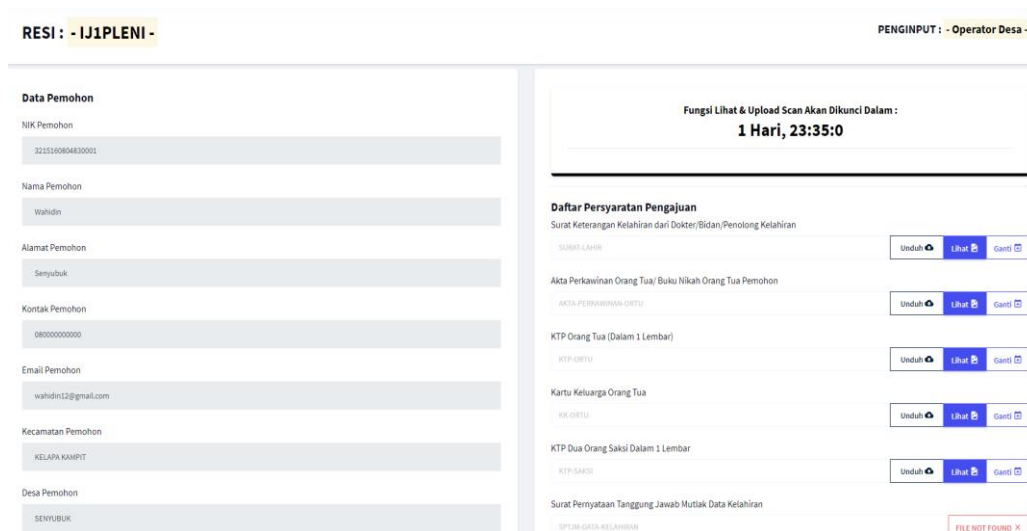 RESI : - IJ1PLENI -
PENGINPUT : - Operator Desa -
Data Pemohon
NIK Pemohon
3215160804830001
Nama Pemohon
Wahidin
Alamat Pemohon
Senyubuk
Kontak Pemohon
080000000000
Email Pemohon
wahidin12@gmail.com
Kecamatan Pemohon
KELAPA KAMPIT
Desa Pemohon
SENYUBUK
Fungsi Lihat & Upload Scan Akan Dikunci Dalam :
1 Hari, 23:35:0
Daftar Persyaratan Pengajuan
Surat Keterangan Kelahiran dari Dokter/Bidan/Penolong Kelahiran
SURAT-LAHIR Unduh Lihat Ganti
Akta Perkawinan Orang Tua/ Buku Nikah Orang Tua Pemohon
AKTA-PERKAWINAN-ORTU Unduh Lihat Ganti
KTP Orang Tua (Dalam 1 Lembar)
KTP-ORTU Unduh Lihat Ganti
Kartu Keluarga Orang Tua
KK-ORTU Unduh Lihat Ganti
KTP Dua Orang Saksi Dalam 1 Lembar
KTP-SAKSI Unduh Lihat Ganti
Surat Pernyataan Tanggung Jawab Mutlak Data Kelahiran
SPTJM-DATA-KELAHIRAN FILE NOT FOUND ×